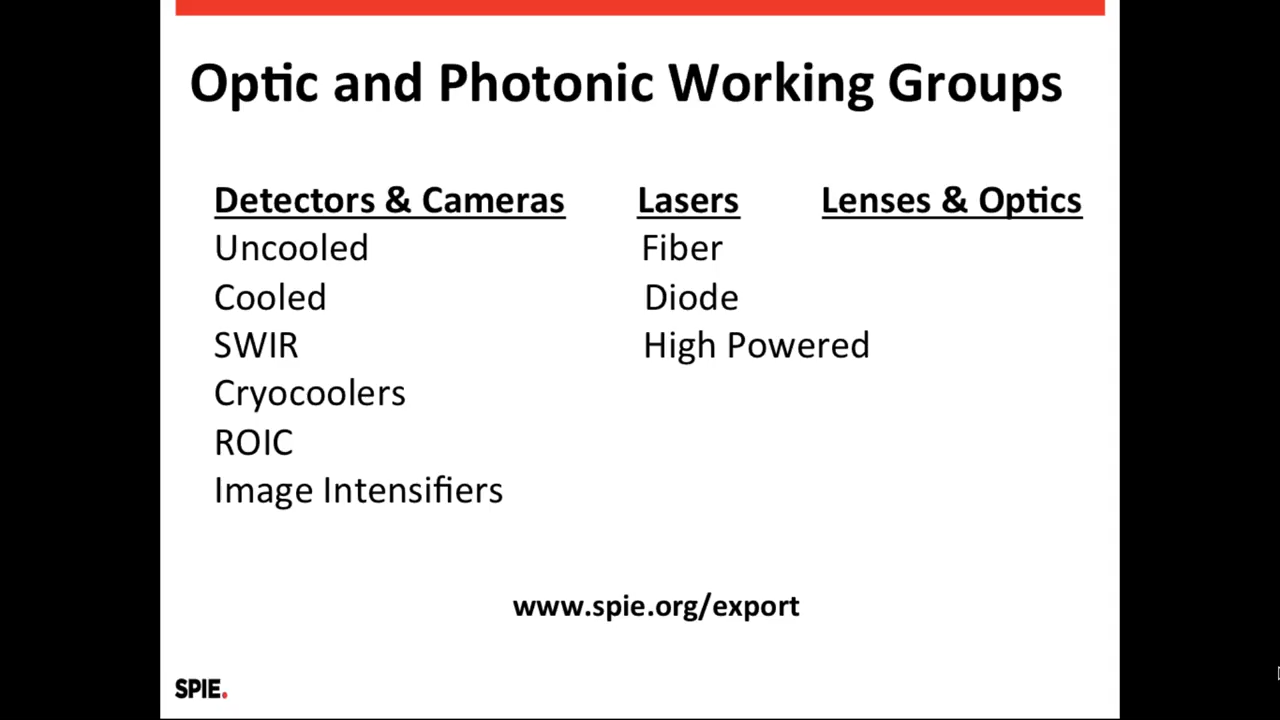 Optic and Photonic Working Groups
Detectors & Cameras Lasers Lenses & Optics
Uncooled Fiber
Cooled Diode
SWIR High Powered
Cryocoolers
ROIC
Image Intensifiers
www.spie.org/export
SPIE.